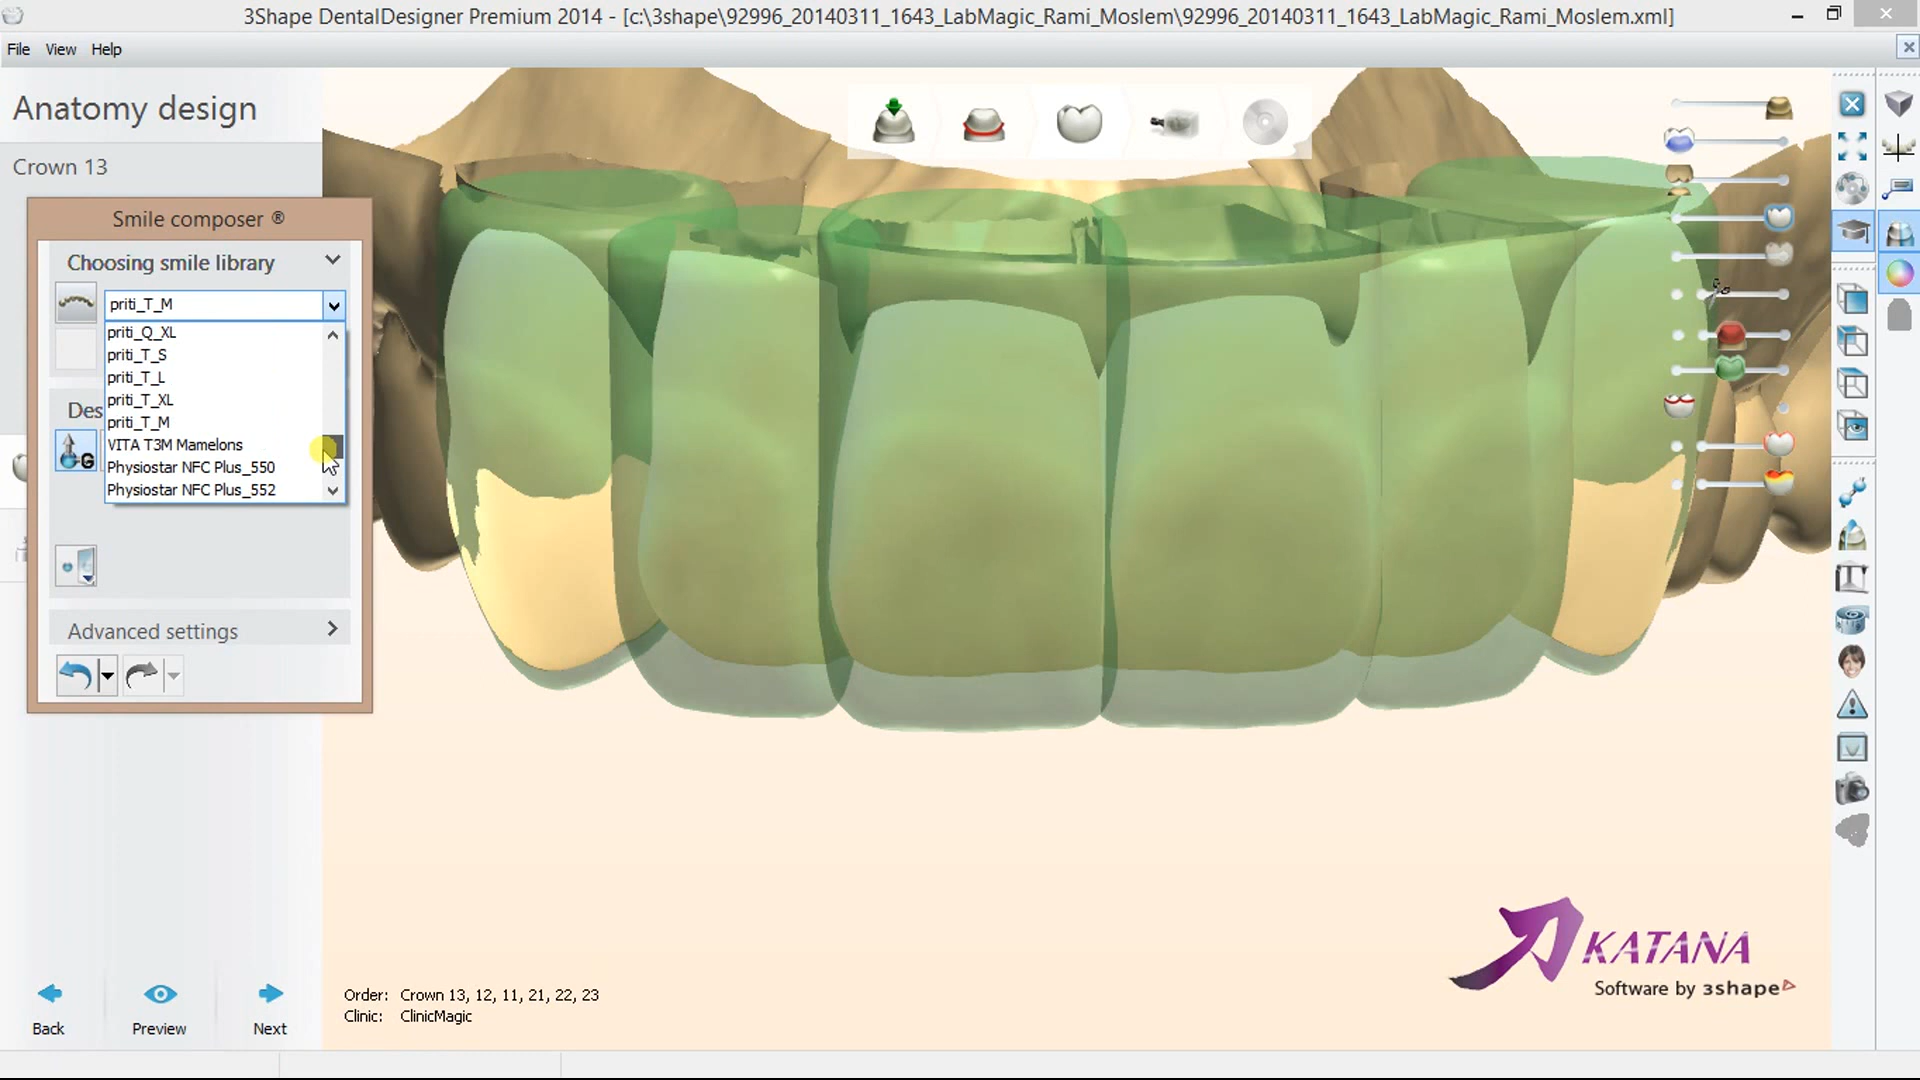 3Shape DentalDesigner Premium 2014 - [c:\3shape\92996_20140311_1643_LabMagic_Rami_Moslem\92996_20140311_1643_LabMagic_Rami_Moslem.xml]
File View Help
Anatomy design
Crown 13
Smile composer ®
Choosing smile library
priti_T_M
priti_Q_XL
priti_T_S
priti_T_L
priti_T_XL
priti_T_M
VITA T3M Mamelons
Physiostar NFC Plus_550
Physiostar NFC Plus_552
Des
G
Advanced settings
Back Preview Next
Order: Crown 13, 12, 11, 21, 22, 23
Clinic: ClinicMagic
KATANA
Software by 3shape